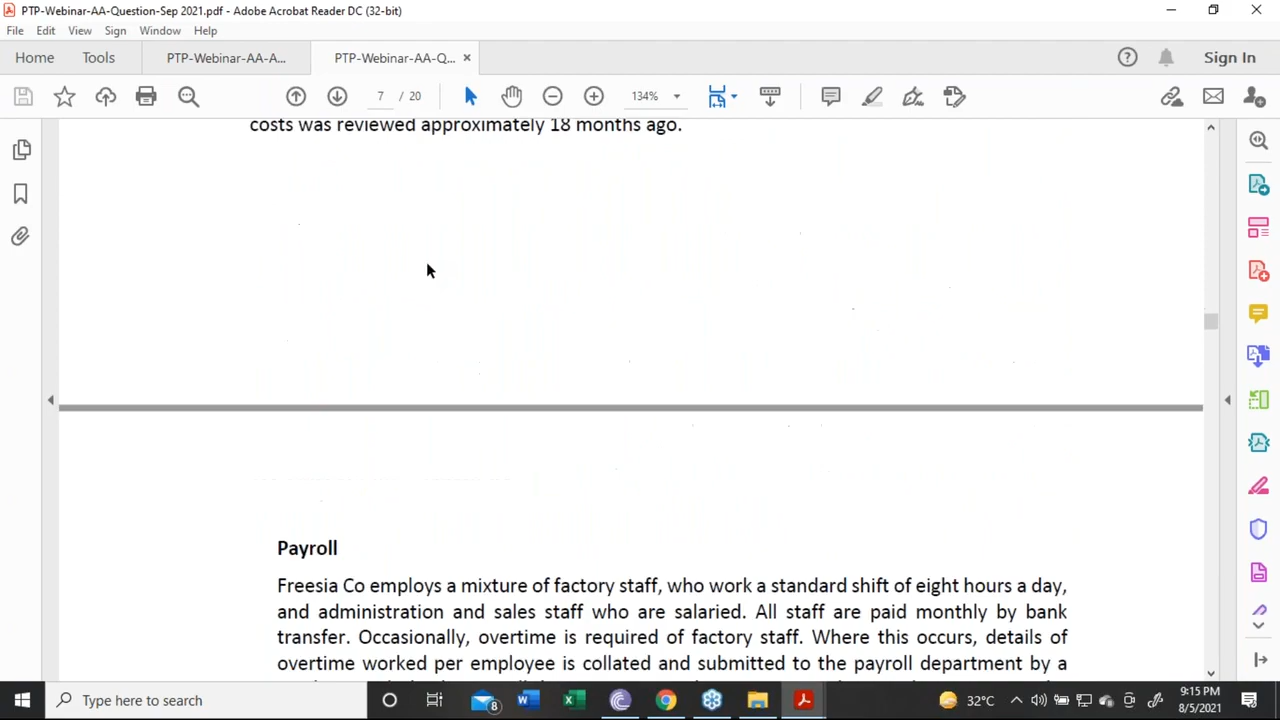 PTP-Webinar-AA-Question-Sep 2021.pdf - Adobe Acrobat Reader DC (32-bit)
File Edit View Sign Window Help
Home Tools PTP-Webinar-AA-A... PTP-Webinar-AA-Q... Sign In
7 / 20 134%
costs was reviewed approximately 18 months ago.
Payroll
Freesia Co employs a mixture of factory staff, who work a standard shift of eight hours a day,
and administration and sales staff who are salaried. All staff are paid monthly by bank
transfer. Occasionally, overtime is required of factory staff. Where this occurs, details of
overtime worked per employee is collated and submitted to the payroll department by a
Type here to search 8 32°C 9:15 PM
8/5/2021